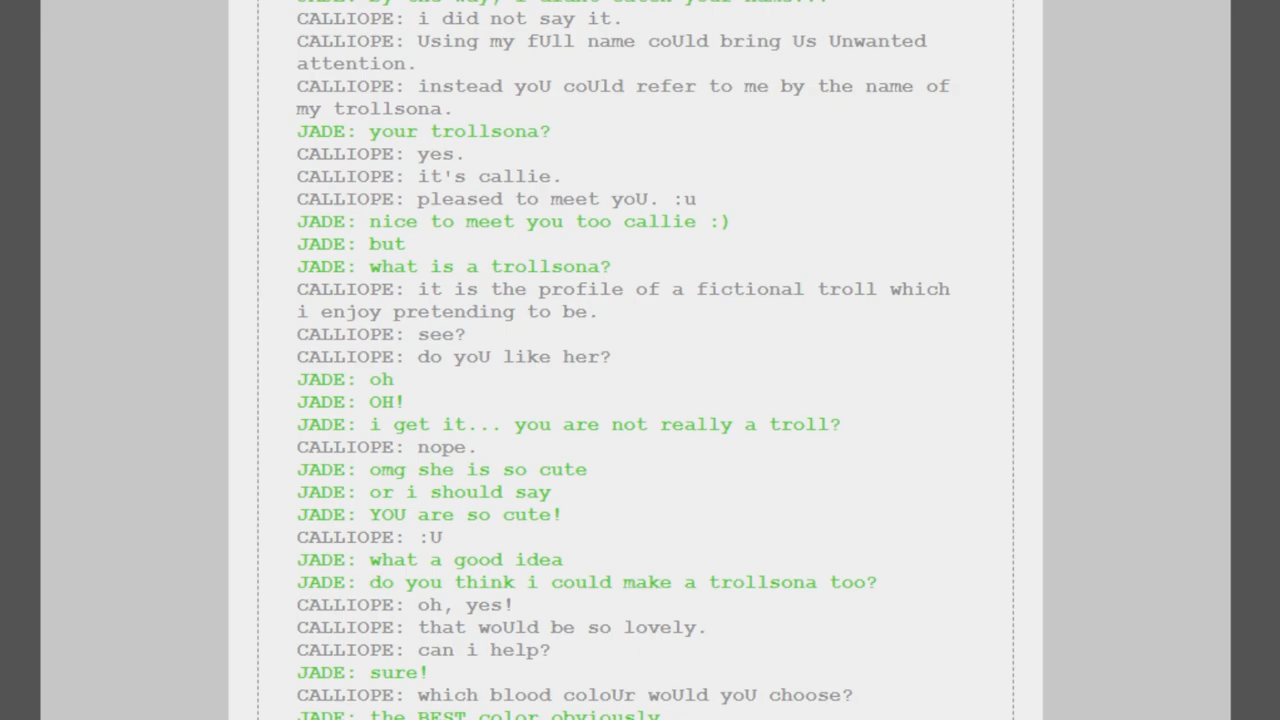 CALLIOPE: i did not say it.
CALLIOPE: Using my fUll name coUld bring Us Unwanted
attention.
CALLIOPE: instead yoU coUld refer to me by the name of
my trollsona.
JADE: your trollsona?
CALLIOPE: yes.
CALLIOPE: it's callie.
CALLIOPE: pleased to meet yoU. :u
JADE: nice to meet you too callie :)
JADE: but
JADE: what is a trollsona?
CALLIOPE: it is the profile of a fictional troll which
i enjoy pretending to be.
CALLIOPE: see?
CALLIOPE: do yoU like her?
JADE: oh
JADE: OH!
JADE: i get it... you are not really a troll?
CALLIOPE: nope.
JADE: omg she is so cute
JADE: or i should say
JADE: YOU are so cute!
CALLIOPE: :U
JADE: what a good idea
JADE: do you think i could make a trollsona too?
CALLIOPE: oh, yes!
CALLIOPE: that woUld be so lovely.
CALLIOPE: can i help?
JADE: sure!
CALLIOPE: which blood coloUr woUld yoU choose?
JADE: the BEST color obviously